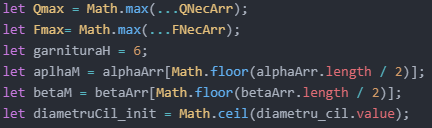 let Qmax = Math.max(...QNecArr);
let Fmax= Math.max(...FNecArr);
let garnituraH = 6;
let aplhaM = alphaArr[Math.floor(alphaArr.length / 2)];
let betaM = betaArr[Math.floor(betaArr.length / 2)];
let diametruCil_init = Math.ceil(diametru_cil.value);